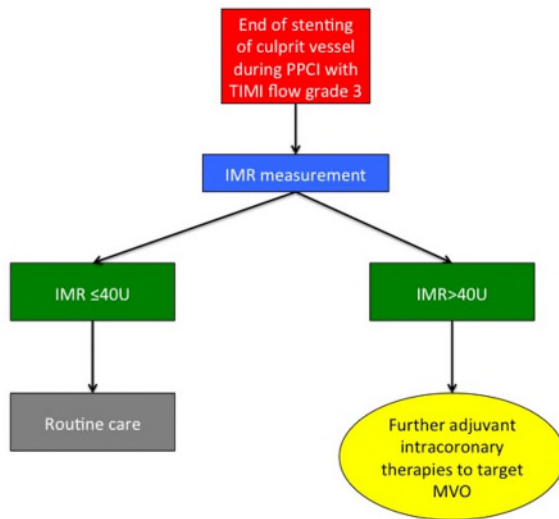 End of stenting
of culprit vessel
during PPCI with
TIMI flow grade 3
IMR measurement
IMR ≤40U
IMR>40U
Routine care
Further adjuvant
intracoronary
therapies to target
MVO